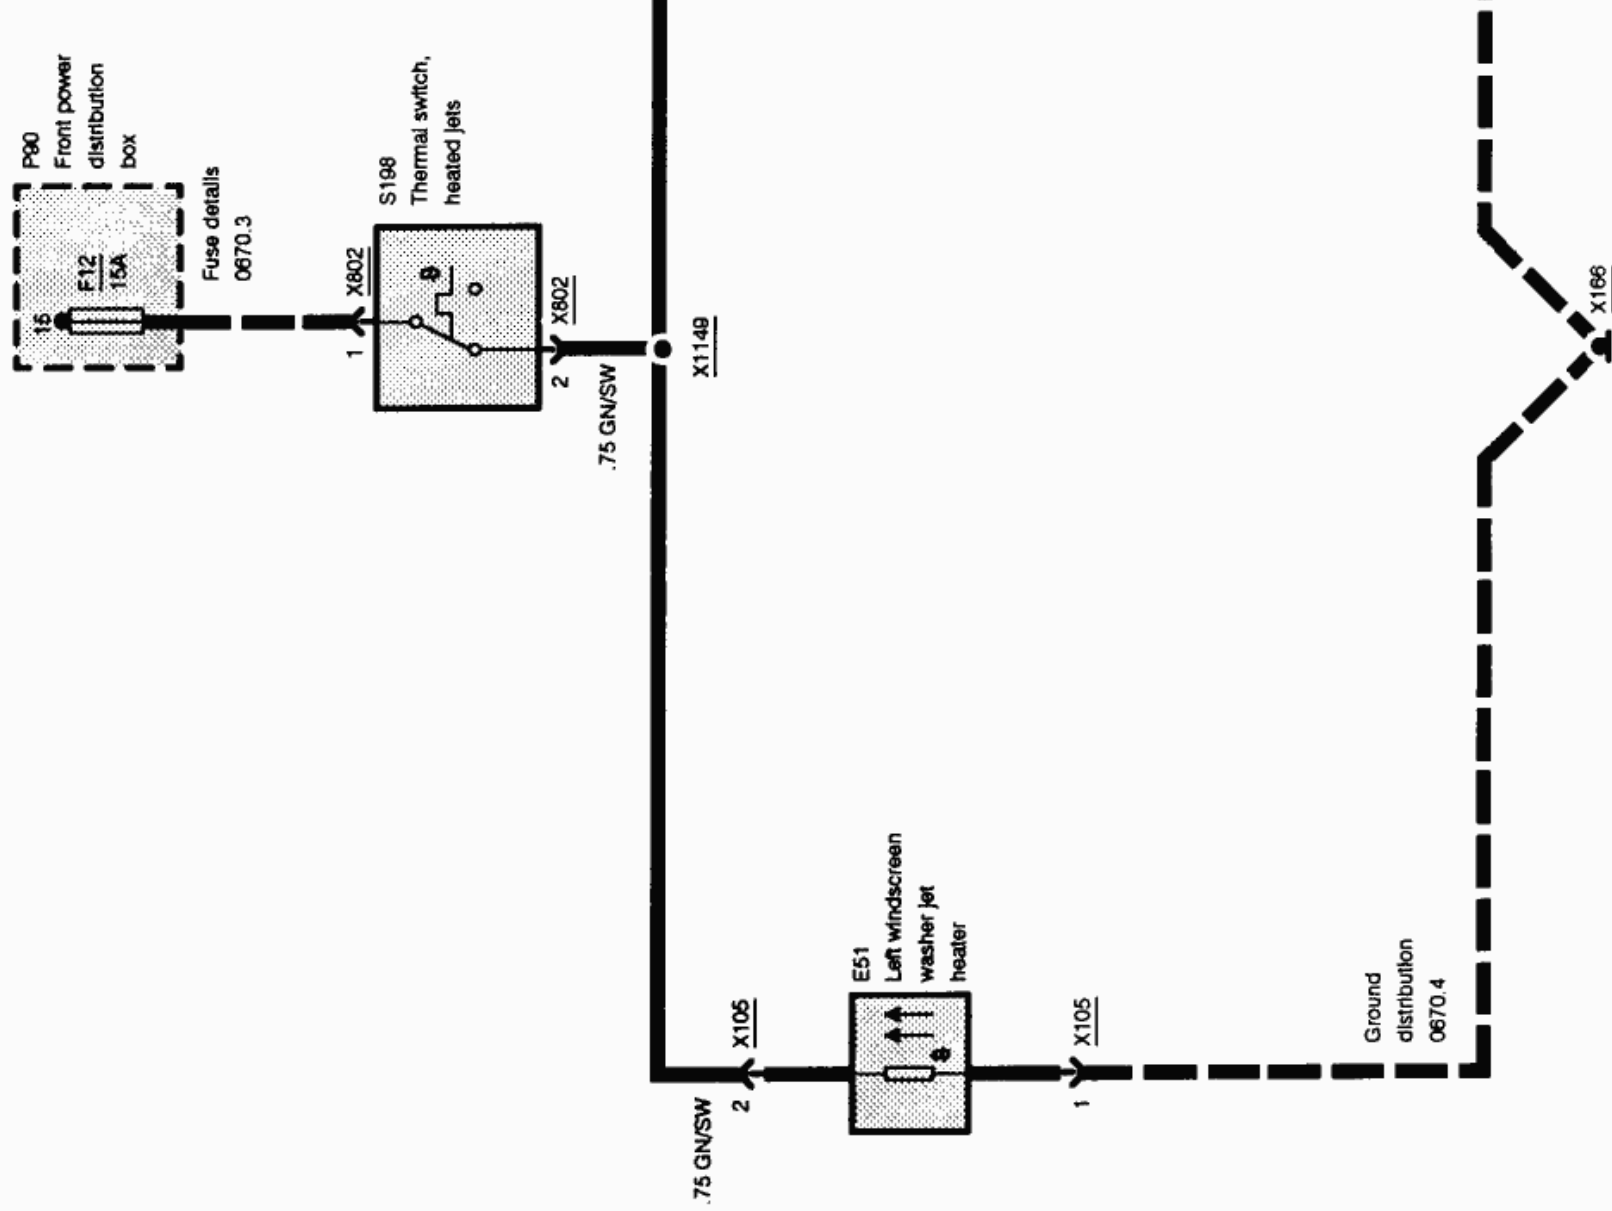 P90
Front power
distribution
box
15
F12
15A
Fuse details
0670.3
X802
1
S198
Thermal switch,
heated jets
X802
2
.75 GN/SW
X1149
X166
.75 GN/SW
2
X105
E51
Left windscreen
washer jet
heater
1
X105
Ground
distribution
0670.4